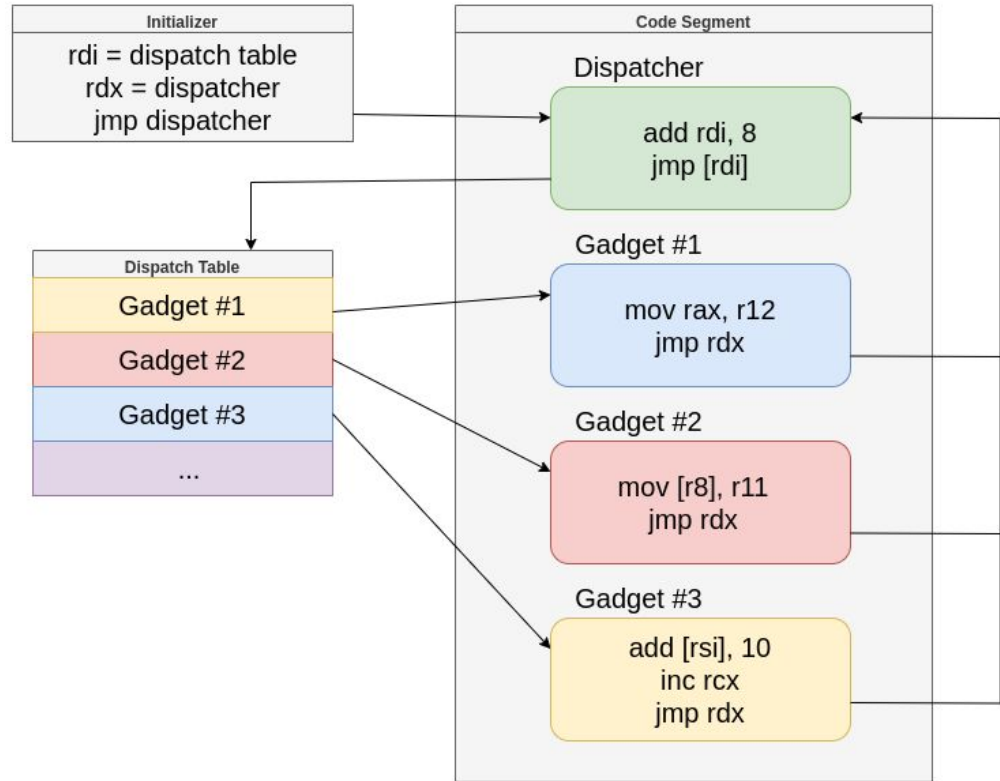 Initializer
rdi = dispatch table
rdx = dispatcher
jmp dispatcher
Code Segment
Dispatcher
add rdi, 8
jmp [rdi]
Dispatch Table
Gadget #1
Gadget #2
Gadget #3
...
Gadget #1
mov rax, r12
jmp rdx
Gadget #2
mov [r8], r11
jmp rdx
Gadget #3
add [rsi], 10
inc rcx
jmp rdx